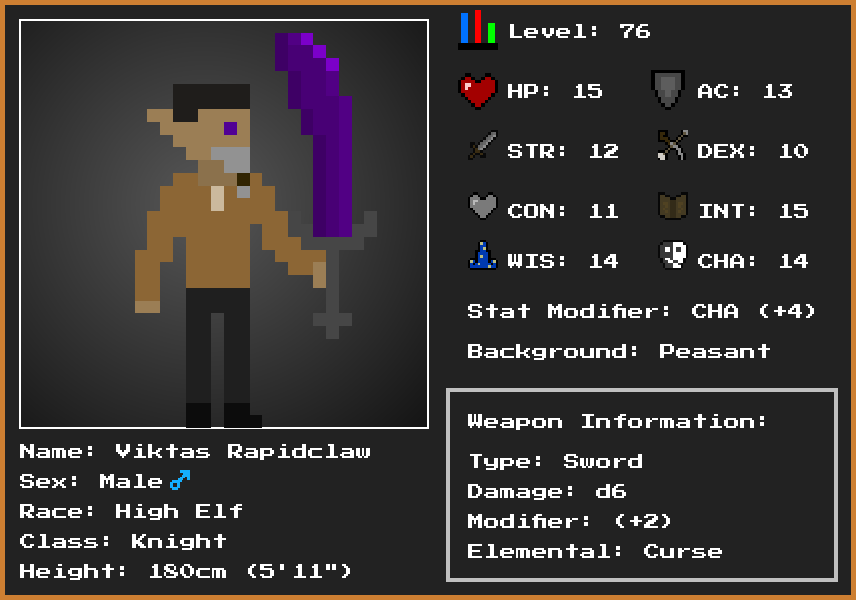 Level: 76
HP: 15
AC: 13
STR: 12
DEX: 10
CON: 11
INT: 15
WIS: 14
CHA: 14
Stat Modifier: CHA (+4)
Background: Peasant
Name: Viktas Rapidclaw
Sex: Male ♂
Race: High Elf
Class: Knight
Height: 180cm (5'11")
Weapon Information:
Type: Sword
Damage: d6
Modifier: (+2)
Elemental: Curse